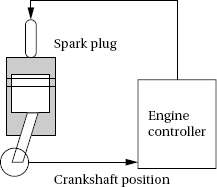 Spark plug
Engine
controller
Crankshaft position